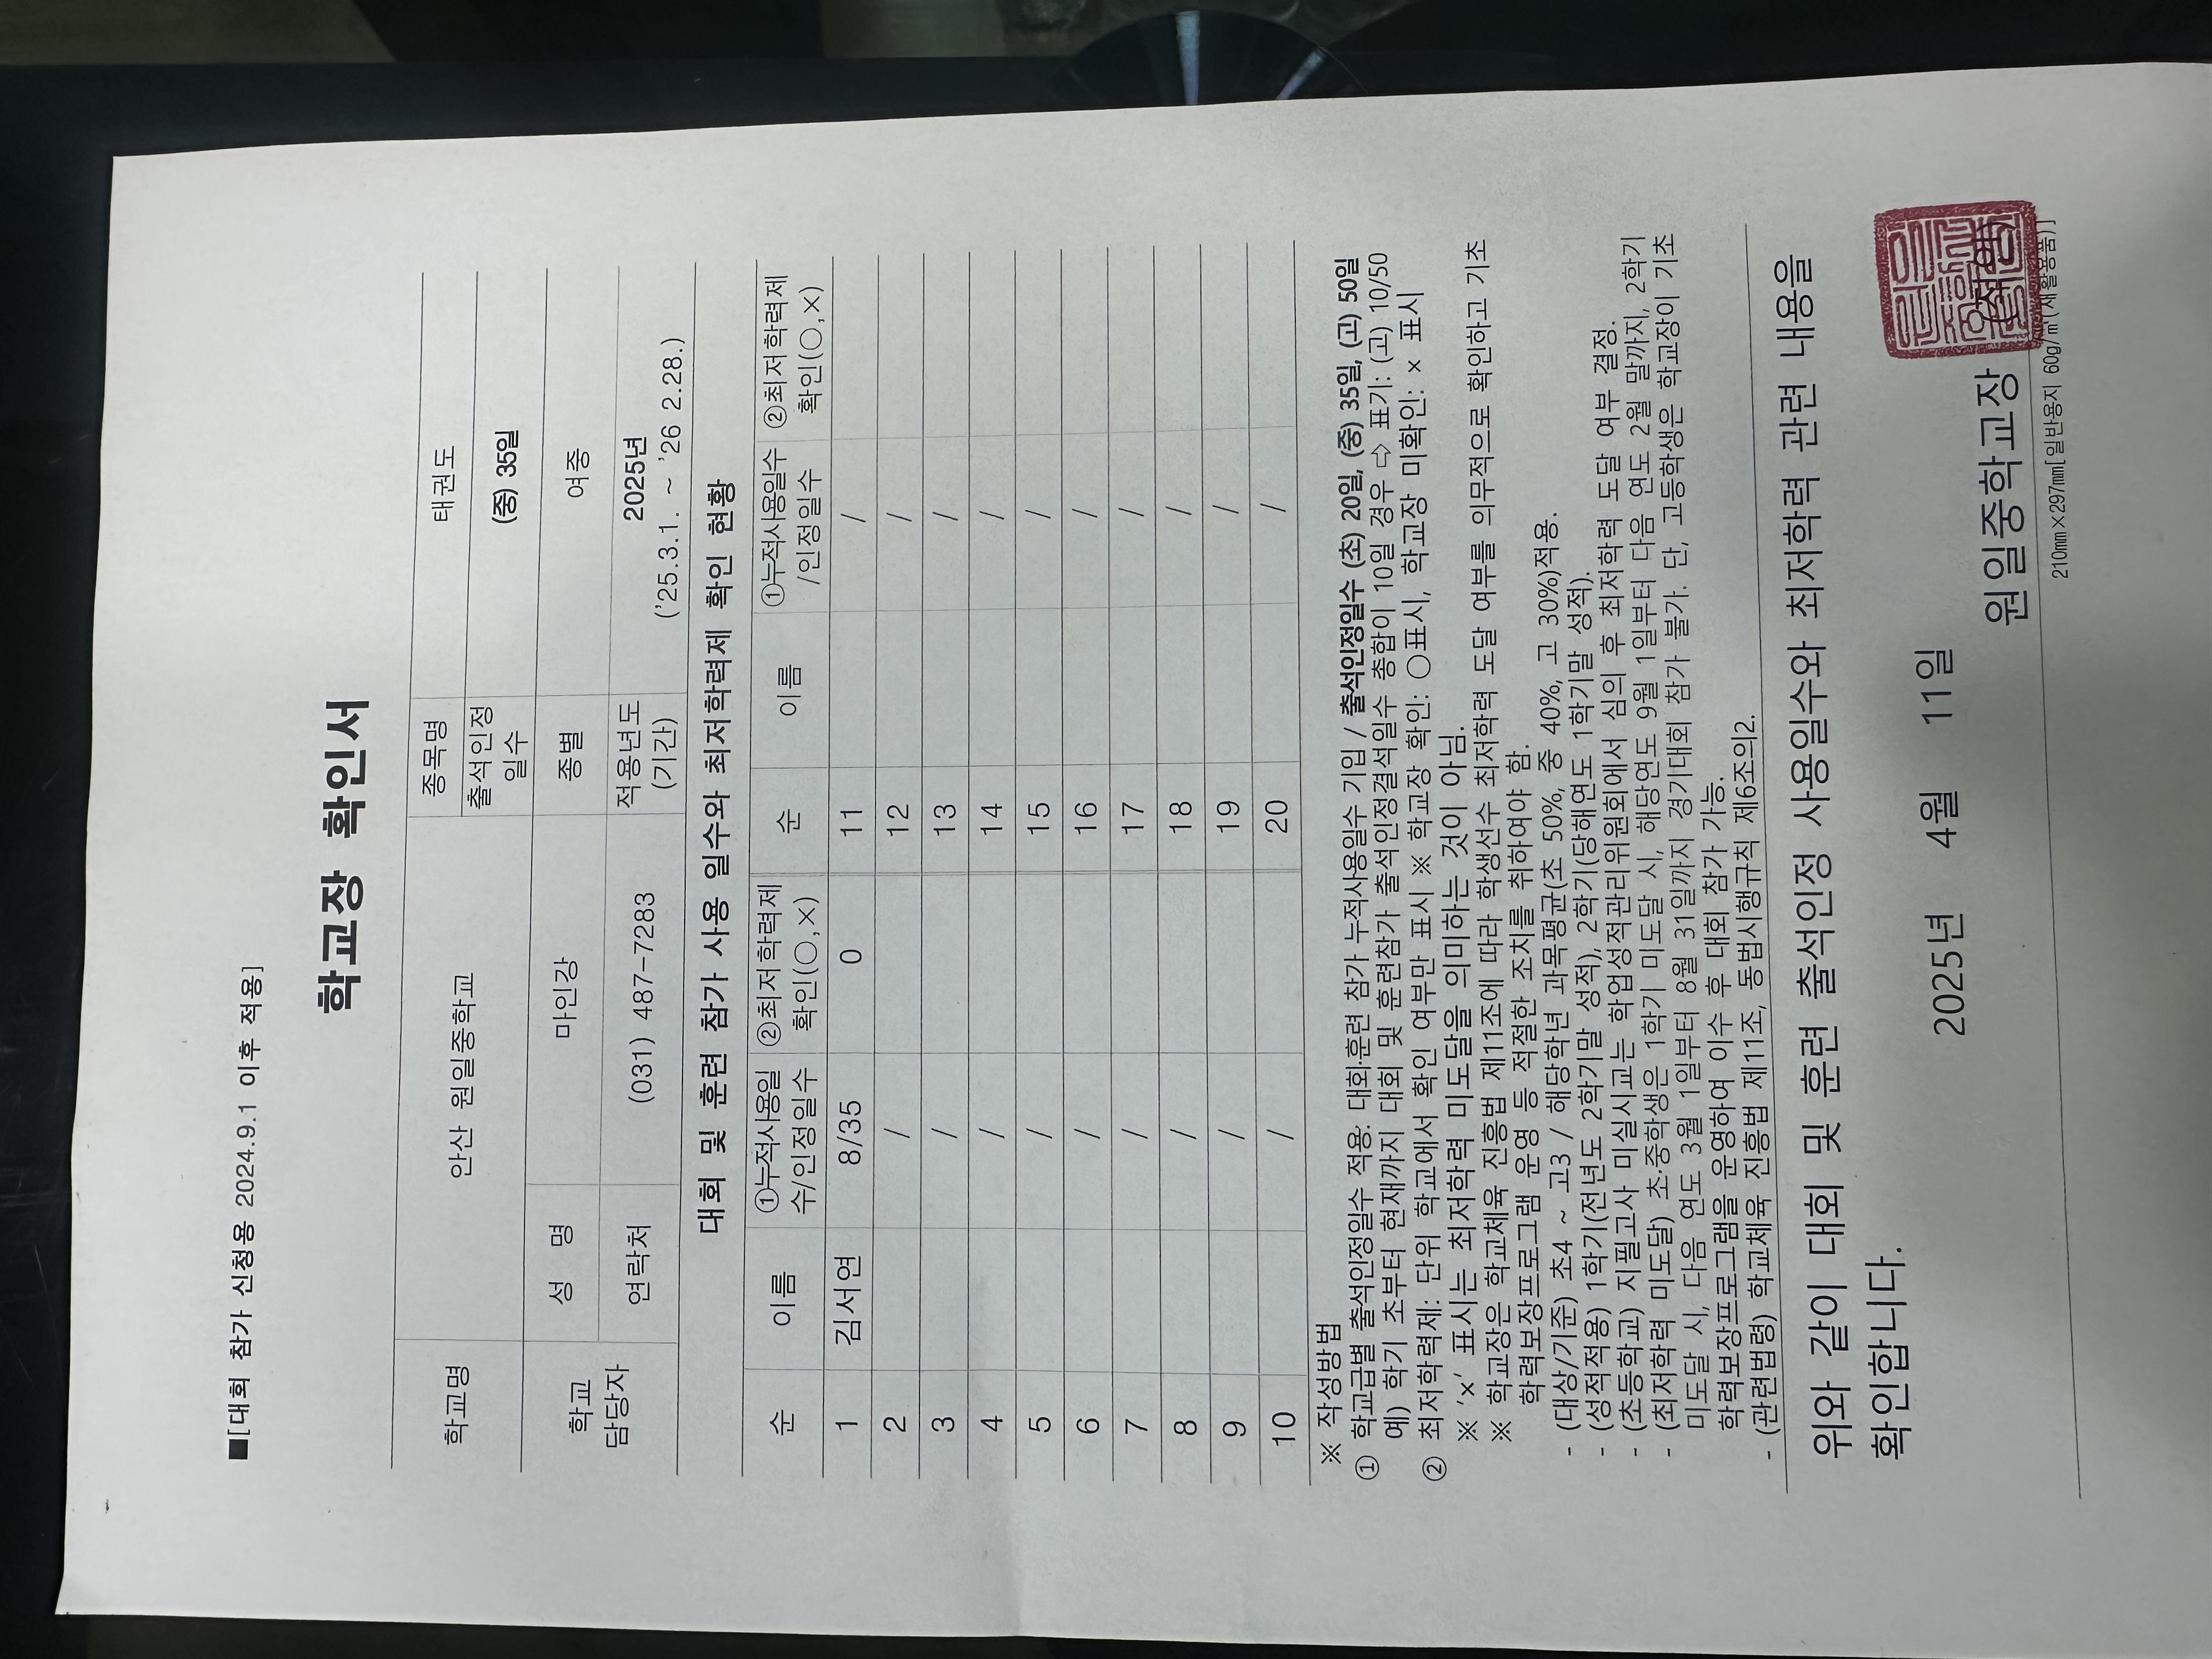 ■[대회 참가 신청용 2024.9.1 이후 적용]
학교장 확인서
학교명 안산 원일중학교 종목명 태권도
출석인정 일수 (중) 35일
학교 담당자 성 명 마인강 종별 여중
연락처 (031) 487-7283 적용년도 (기간) 2025년 ('25.3.1. ~ '26 2.28.)
대회 및 훈련 참가 사용 일수와 최저학력제 확인 현황
순 이름 ①누적사용일수/인정일수 ②최저학력제 확인(○,×) 순 이름 ①누적사용일수/인정일수 ②최저학력제 확인(○,×)
1 김서연 8/35 0 11 /
2 / 12 /
3 / 13 /
4 / 14 /
5 / 15 /
6 / 16 /
7 / 17 /
8 / 18 /
9 / 19 /
10 / 20 /
※ 작성방법
① 학교급별 출석인정일수 적용: 대회·훈련 참가 누적사용일수 기입 / 출석인정일수 (초) 20일, (중) 35일, (고) 50일
예) 학기 초부터 현재까지 대회 및 훈련참가 출석인정결석일수 총합이 10일 경우 ⇨ 표기: (고) 10/50
② 최저학력제: 단위 학교에서 확인 여부만 표시 ※ 학교장 확인: ○표시, 학교장 미확인: × 표시
※ '×' 표시는 최저학력 미도달을 의미하는 것이 아님.
※ 학교장은 학교체육 진흥법 제11조에 따라 학생선수 최저학력 도달 여부를 의무적으로 확인하고 기초
학력보장프로그램 운영 등 적절한 조치를 취하여야 함.
- (대상/기준) 초4 ~ 고3 / 해당학년 과목평균(초 50%, 중 40%, 고 30%)적용.
- (성적적용) 1학기(전년도 2학기말 성적), 2학기(당해연도 1학기말 성적).
- (초등학교) 지필고사 미실시교는 학업성적관리위원회에서 심의 후 최저학력 도달 여부 결정.
- (최저학력 미도달) 초·중학생은 1학기 미도달 시, 해당연도 9월 1일부터 다음 연도 2월 말까지, 2학기
미도달 시, 다음 연도 3월 1일부터 8월 31일까지 경기대회 참가 불가. 단, 고등학생은 학교장이 기초
학력보장프로그램을 운영하여 이수 후 대회 참가 가능.
- (관련법령) 학교체육 진흥법 제11조, 동법시행규칙 제6조의2.
위와 같이 대회 및 훈련 출석인정 사용일수와 최저학력 관련 내용을
확인합니다.
2025년 4월 11일
원일중학교장 (직인)
210mm×297mm[일반용지 60g/㎡(재활용품)]